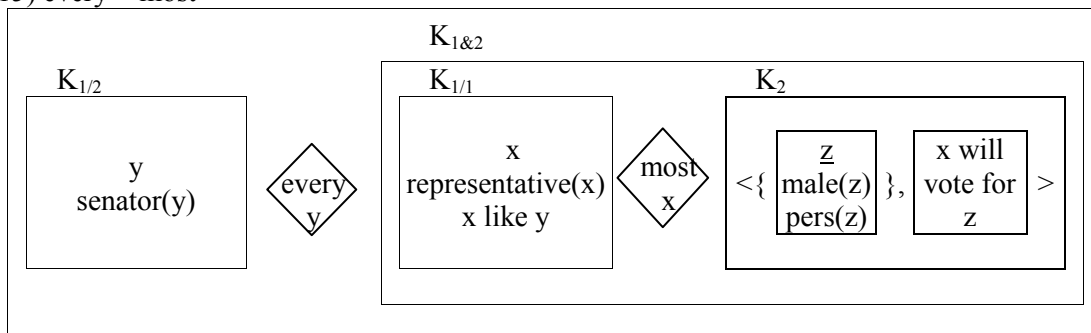 every
most
K1&2
K1/2
K1/1
K2
y
senator(y)
every
y
x
representative(x)
x like y
most
x
<{
z
male(z)
pers(z)
},
x will
vote for
z
>